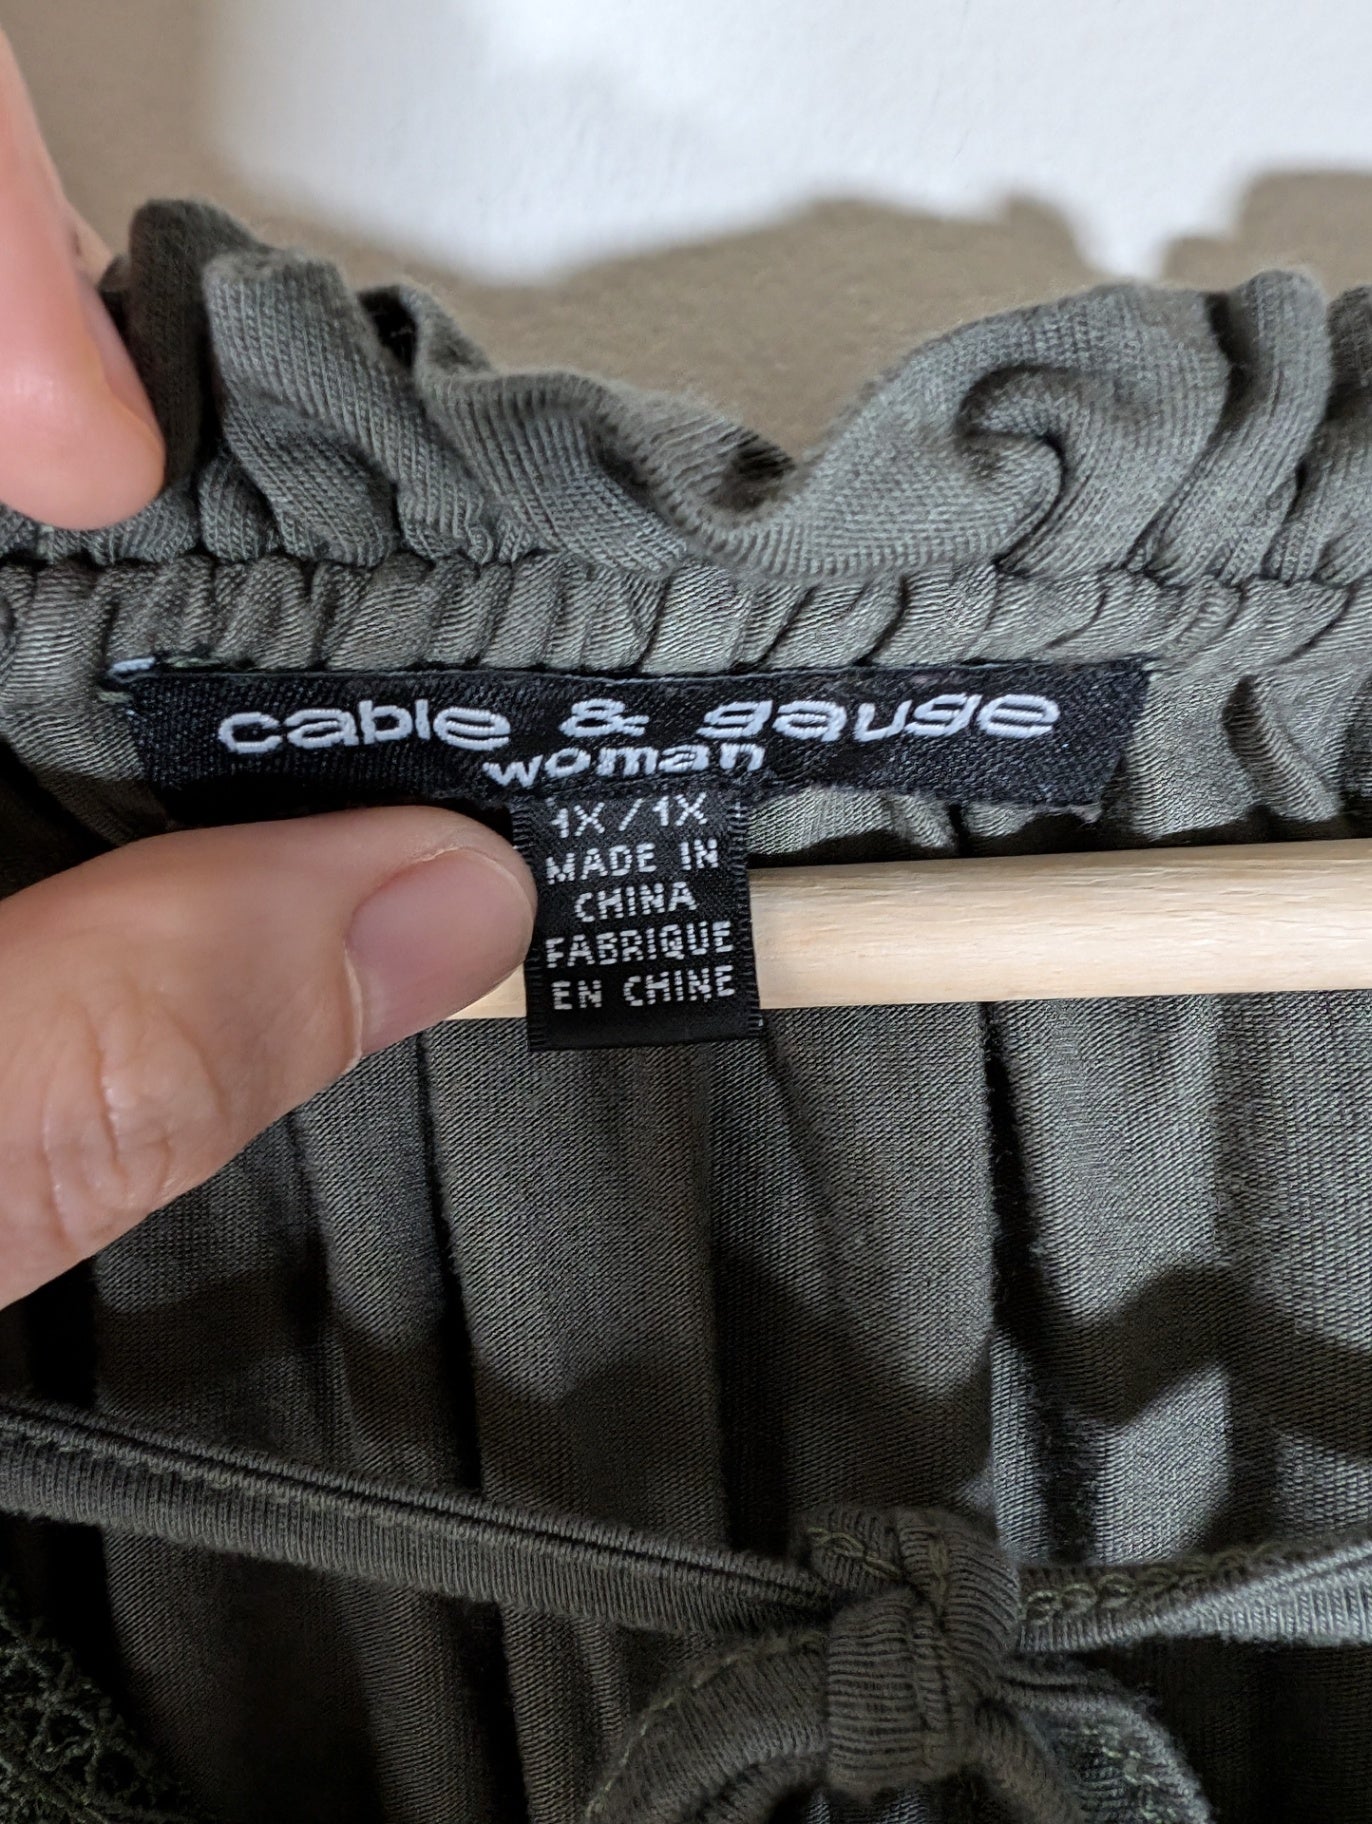 cable & gauge
woman
1X / 1X
MADE IN
CHINA
FABRIQUE
EN CHINE